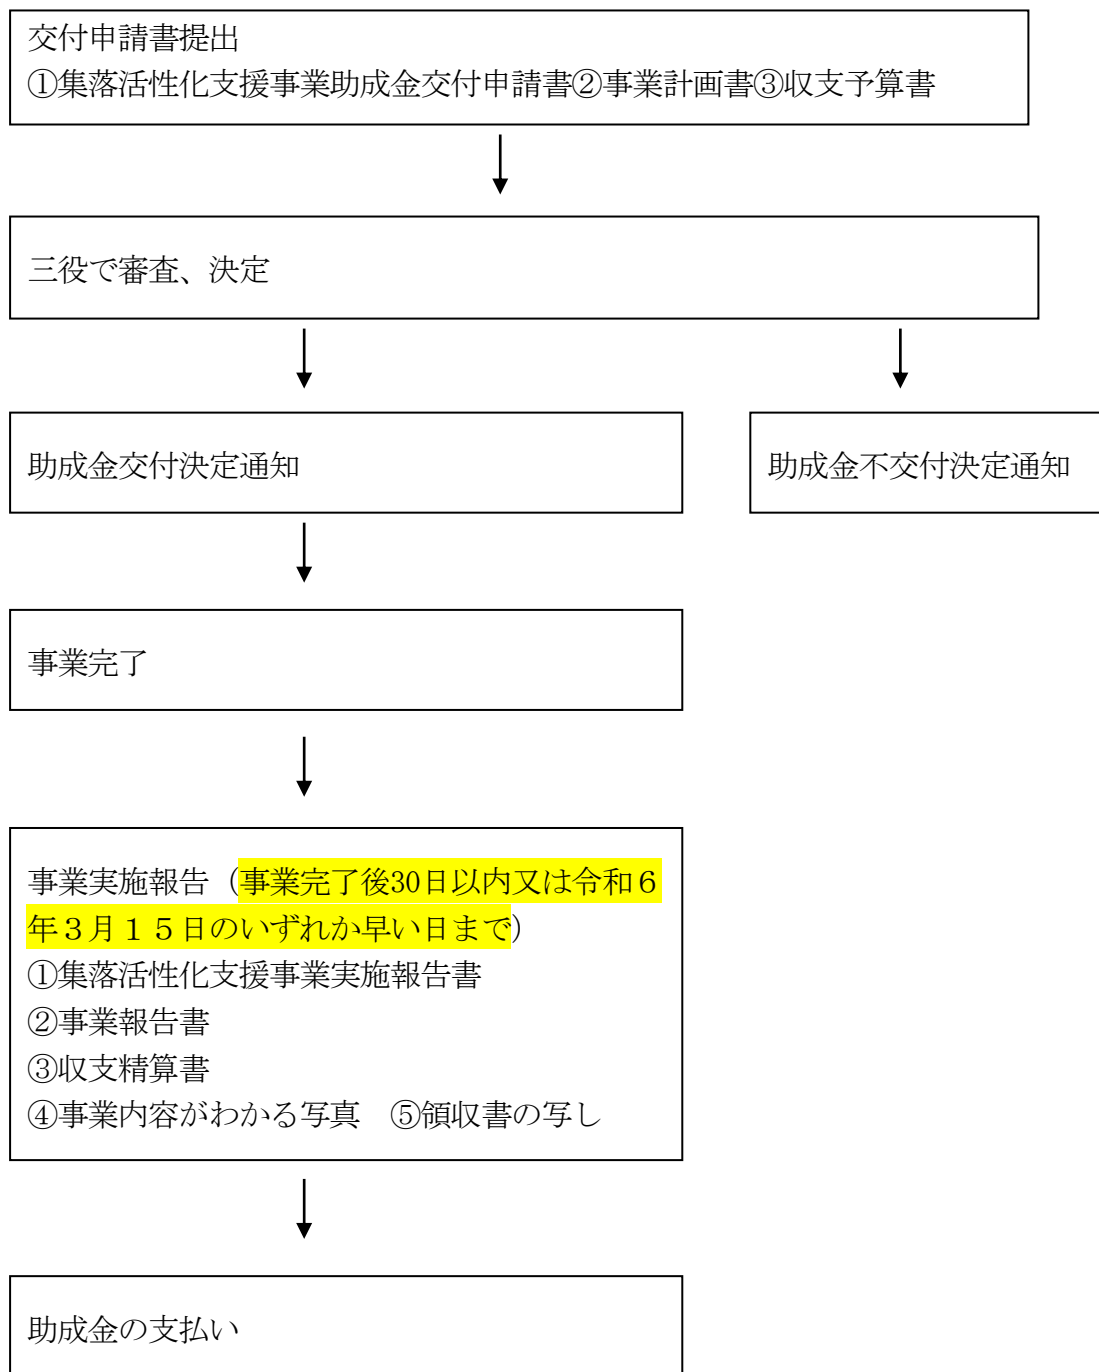 交付申請書提出
①集落活性化支援事業助成金交付申請書②事業計画書③収支予算書
三役で審査、決定
助成金交付決定通知
助成金不交付決定通知
事業完了
事業実施報告（事業完了後30日以内又は令和６
年３月１５日のいずれか早い日まで）
①集落活性化支援事業実施報告書
②事業報告書
③収支精算書
④事業内容がわかる写真　⑤領収書の写し
助成金の支払い